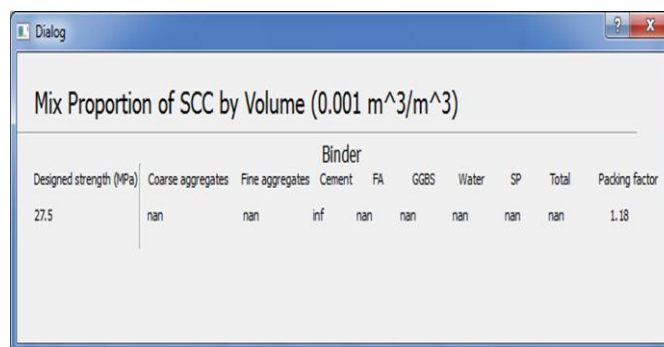 Dialog
? X
Mix Proportion of SCC by Volume (0.001 m^3/m^3)
Binder
Designed strength (MPa) Coarse aggregates Fine aggregates Cement FA GGBS Water SP Total Packing factor
27.5 nan nan inf nan nan nan nan nan 1.18